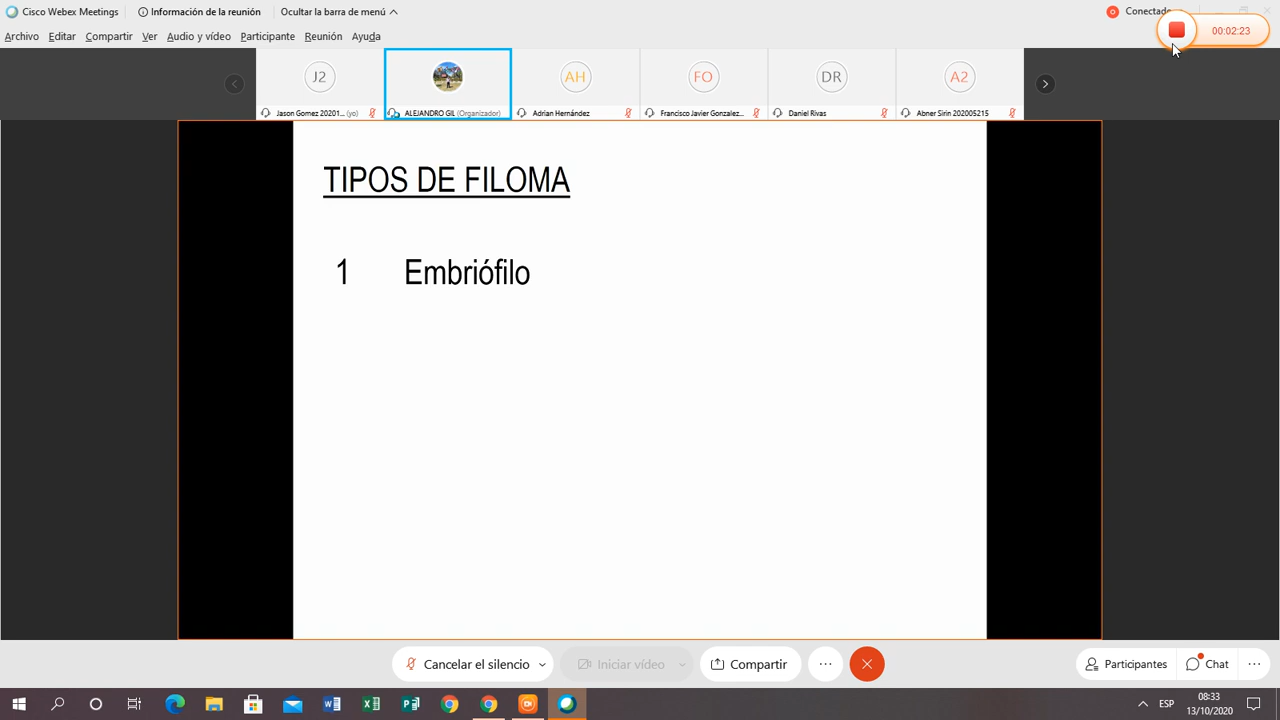 Cisco Webex Meetings
Información de la reunión
Ocultar la barra de menú
Conectado
00:02:23
Archivo Editar Compartir Ver Audio y vídeo Participante Reunión Ayuda
J2
AH
FO
DR
A2
Jason Gomez 20201... (yo)
ALEJANDRO GIL (Organizador)
Adrian Hernández
Francisco Javier Gonzalez...
Daniel Rivas
Abner Sirin 202005215
TIPOS DE FILOMA
1 Embriófilo
Cancelar el silencio
Iniciar vídeo
Compartir
Participantes
Chat
ESP
08:33
13/10/2020